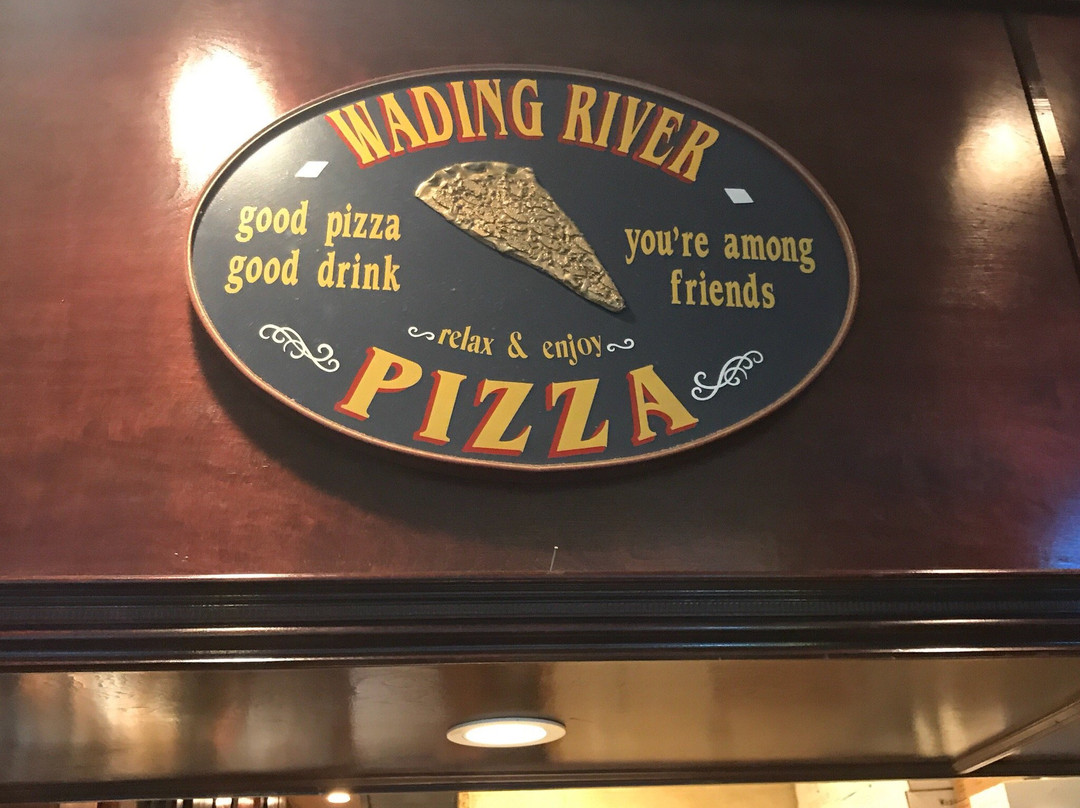 WADING RIVER
good pizza
good drink
you're among
friends
relax & enjoy
PIZZA